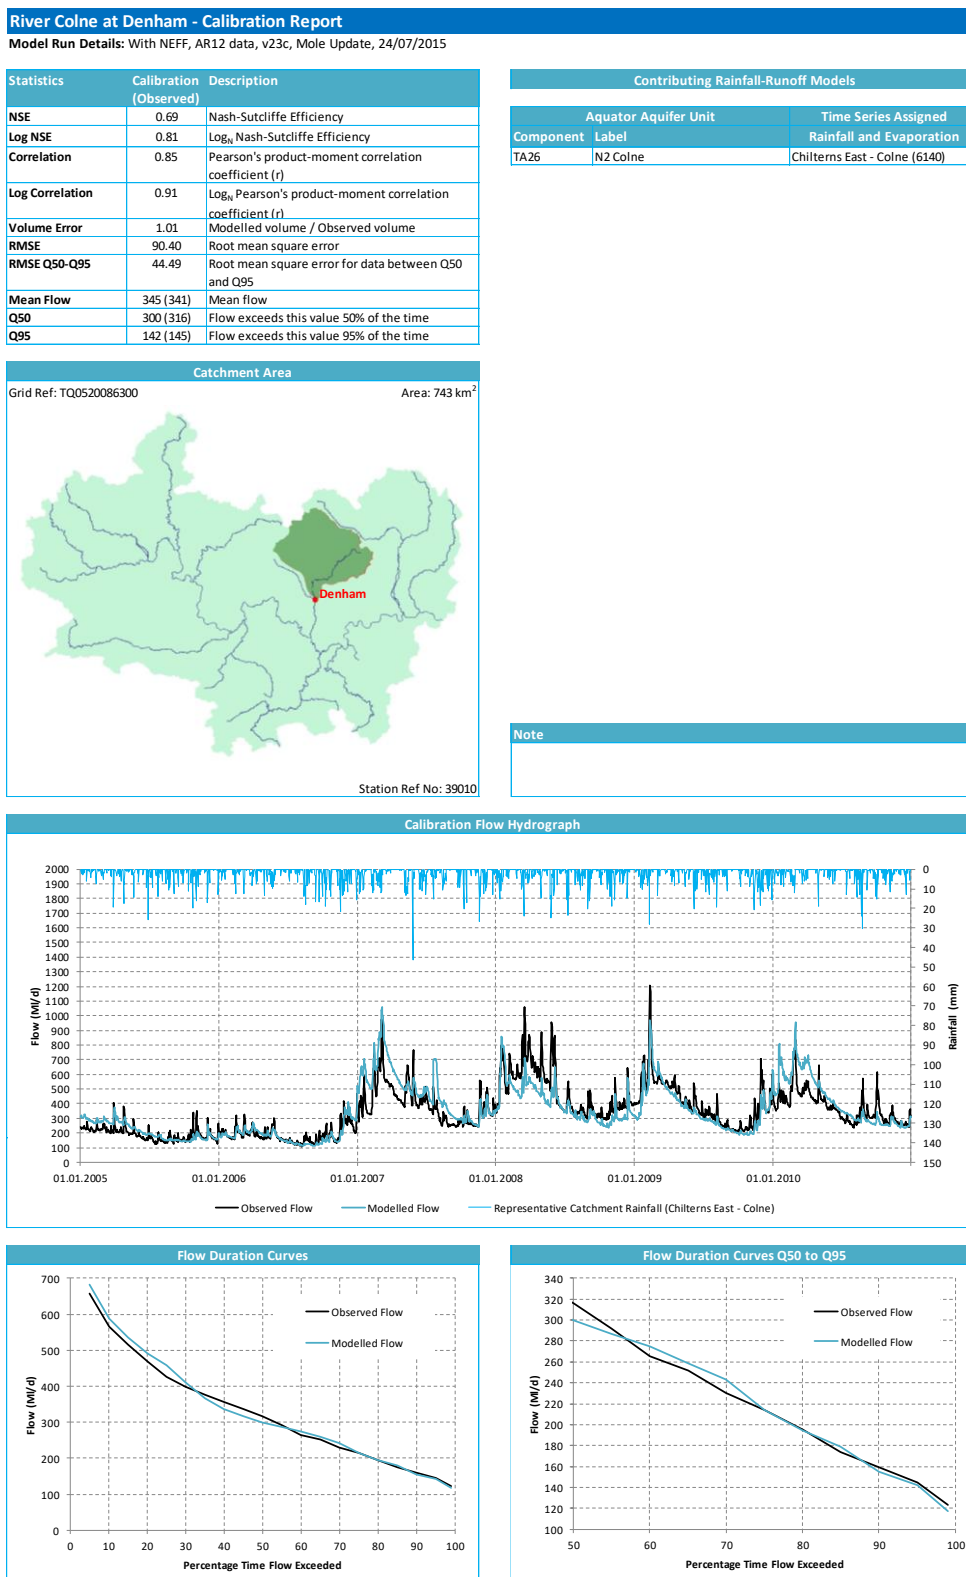 River Colne at Denham - Calibration Report
Model Run Details: With NEFF, AR12 data, v23c, Mole Update, 24/07/2015
Statistics Calibration (Observed) Description
NSE 0.69 Nash-Sutcliffe Efficiency
Log NSE 0.81 LogN Nash-Sutcliffe Efficiency
Correlation 0.85 Pearson's product-moment correlation
coefficient (r)
Log Correlation 0.91 LogN Pearson's product-moment correlation
coefficient (r)
Volume Error 1.01 Modelled volume / Observed volume
RMSE 90.40 Root mean square error
RMSE Q50-Q95 44.49 Root mean square error for data between Q50
and Q95
Mean Flow 345 (341) Mean flow
Q50 300 (316) Flow exceeds this value 50% of the time
Q95 142 (145) Flow exceeds this value 95% of the time
Contributing Rainfall-Runoff Models
Aquator Aquifer Unit Time Series Assigned
Component Label Rainfall and Evaporation
TA26 N2 Colne Chilterns East - Colne (6140)
Catchment Area
Grid Ref: TQ0520086300 Area: 743 km2
Denham
Station Ref No: 39010
Note
Calibration Flow Hydrograph
2000
1900
1800
1700
1600
1500
1400
1300
1200
1100
1000
900
800
700
600
500
400
300
200
100
0
Flow (Ml/d)
0
10
20
30
40
50
60
70
80
90
100
110
120
130
140
150
Rainfall (mm)
01.01.2005 01.01.2006 01.01.2007 01.01.2008 01.01.2009 01.01.2010
Observed Flow Modelled Flow Representative Catchment Rainfall (Chilterns East - Colne)
Flow Duration Curves
700
600
500
400
300
200
100
0
Flow (Ml/d)
Observed Flow
Modelled Flow
0 10 20 30 40 50 60 70 80 90 100
Percentage Time Flow Exceeded
Flow Duration Curves Q50 to Q95
340
320
300
280
260
240
220
200
180
160
140
120
100
Flow (Ml/d)
Observed Flow
Modelled Flow
50 60 70 80 90 100
Percentage Time Flow Exceeded